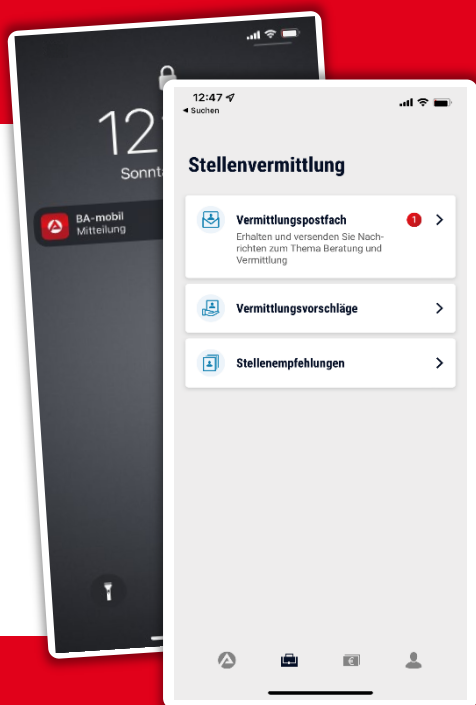 12
Sonnt
BA-mobil
Mitteilung
12:47
◂ Suchen
Stellenvermittlung
Vermittlungspostfach
1
Erhalten und versenden Sie Nach-
richten zum Thema Beratung und
Vermittlung
Vermittlungsvorschläge
Stellenempfehlungen